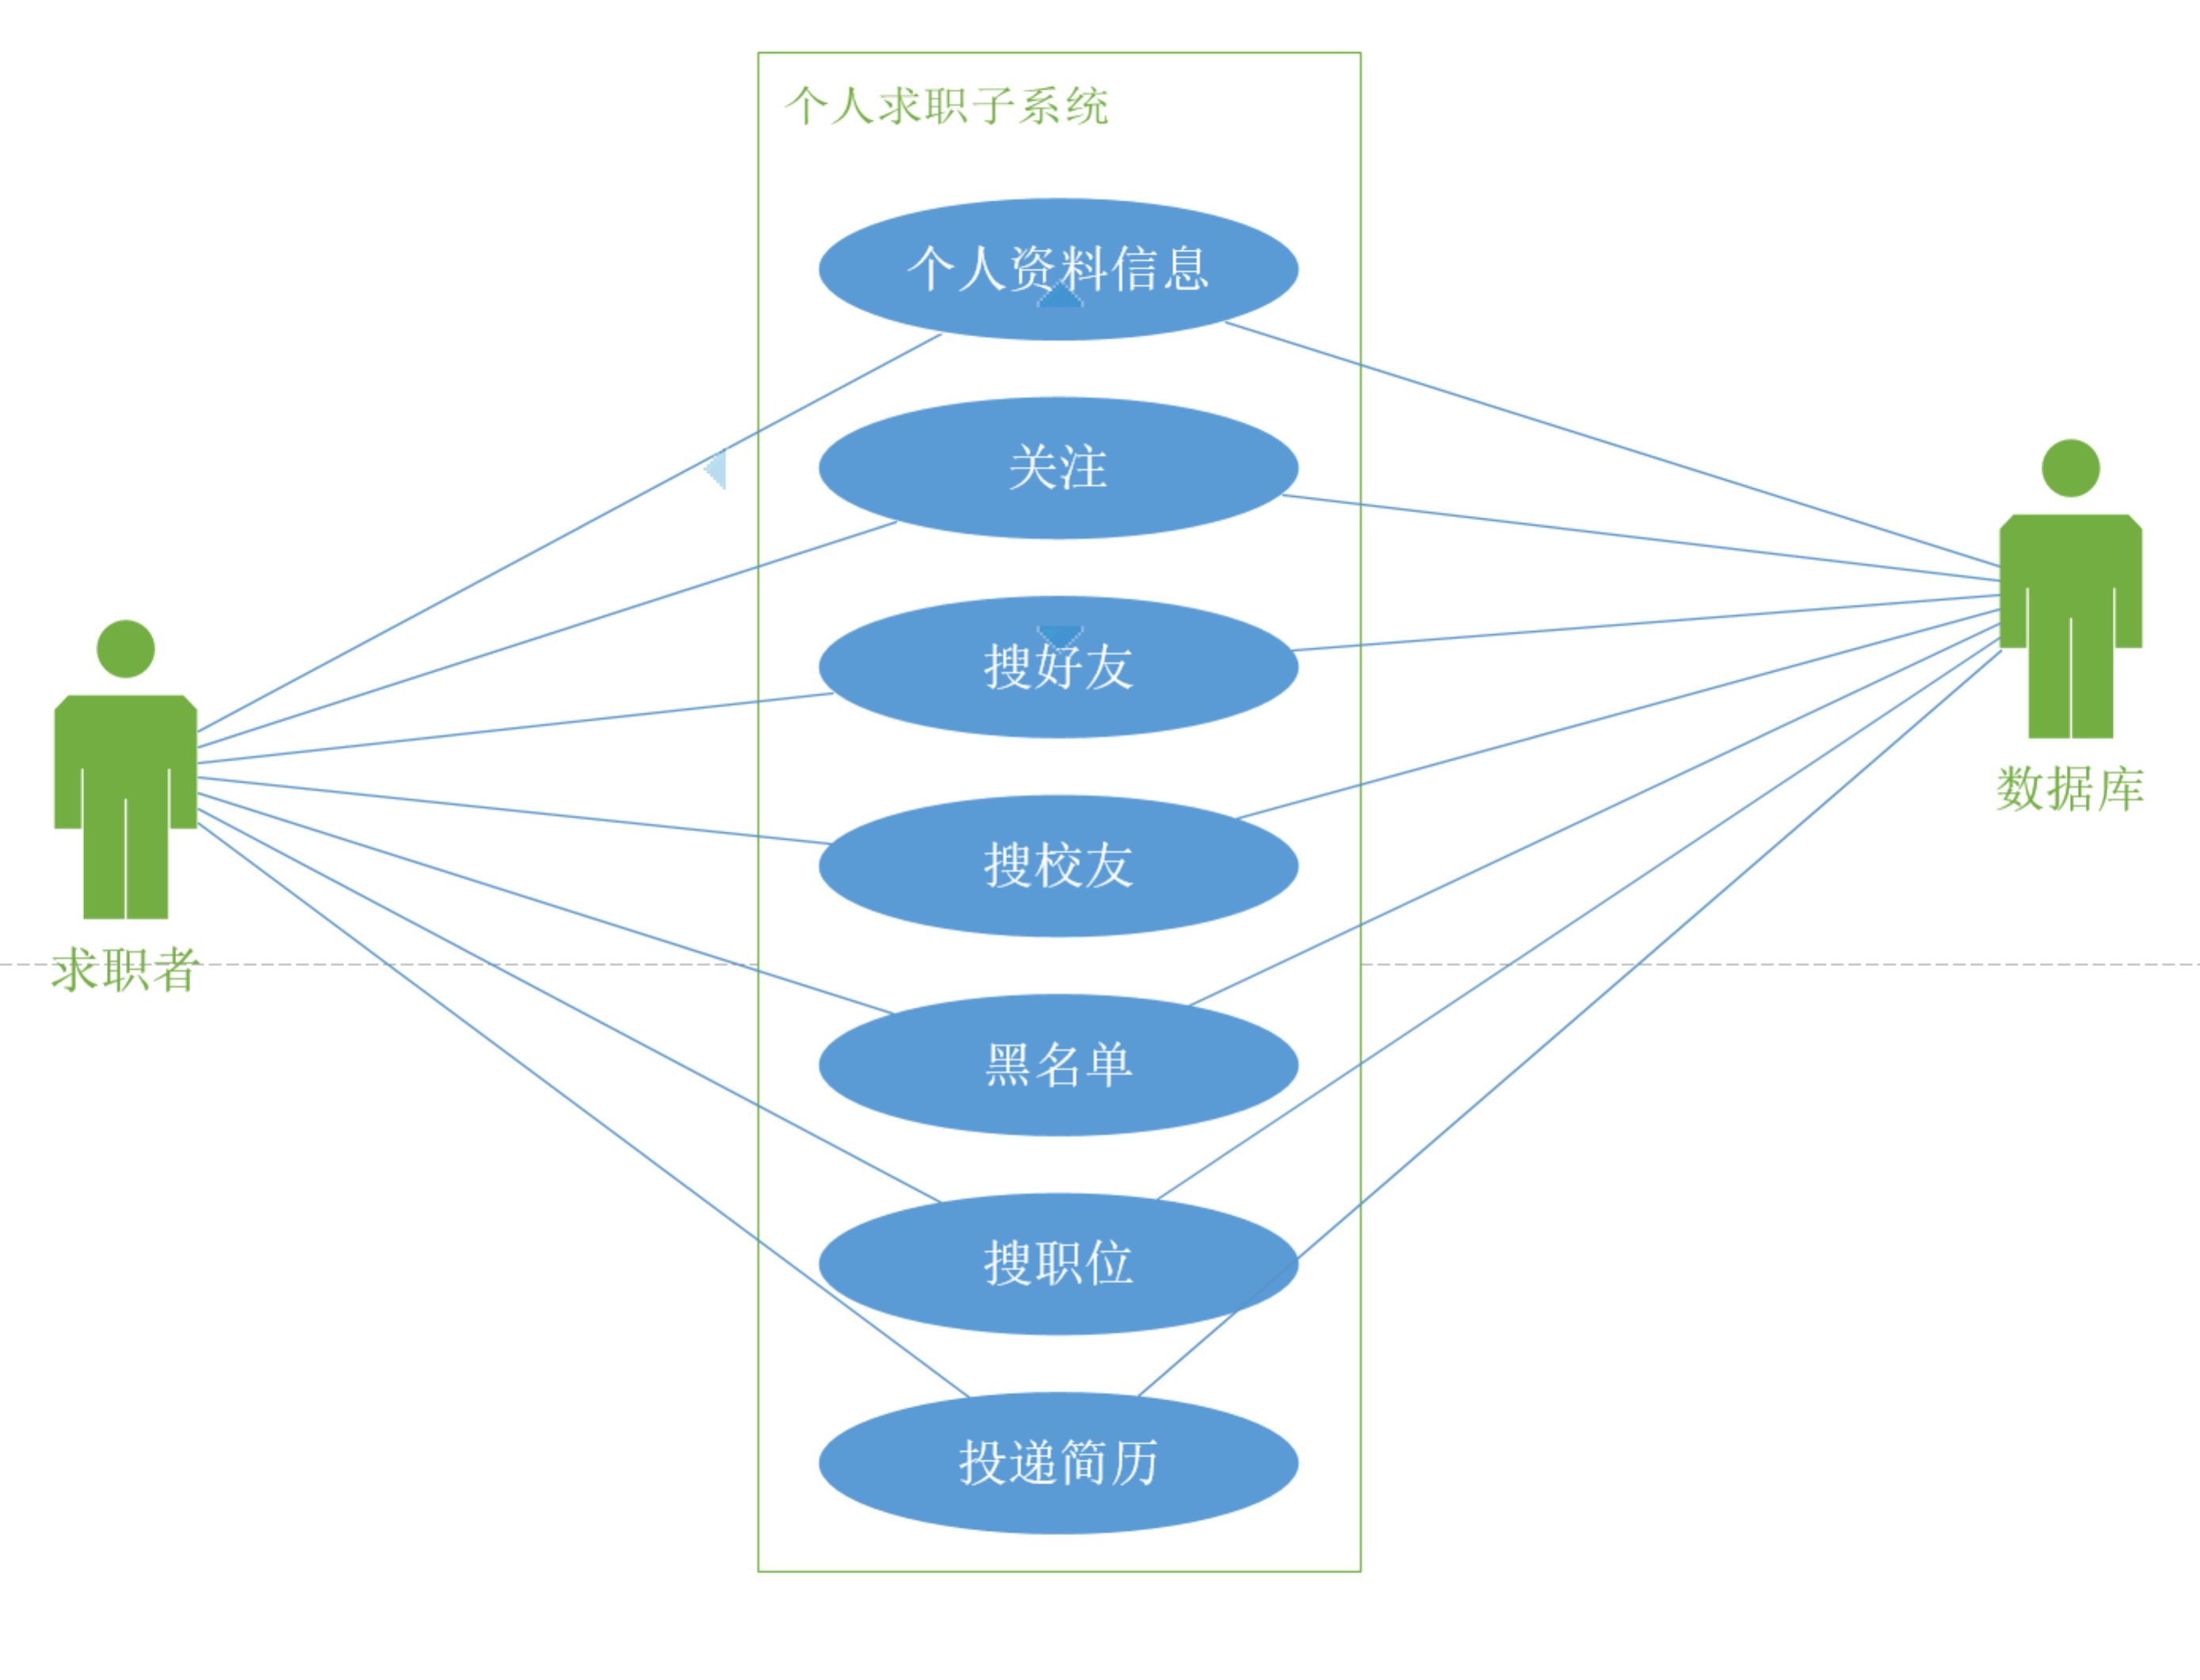 个人求职子系统
个人资料信息
关注
搜好友
搜校友
黑名单
搜职位
投递简历
求职者
数据库